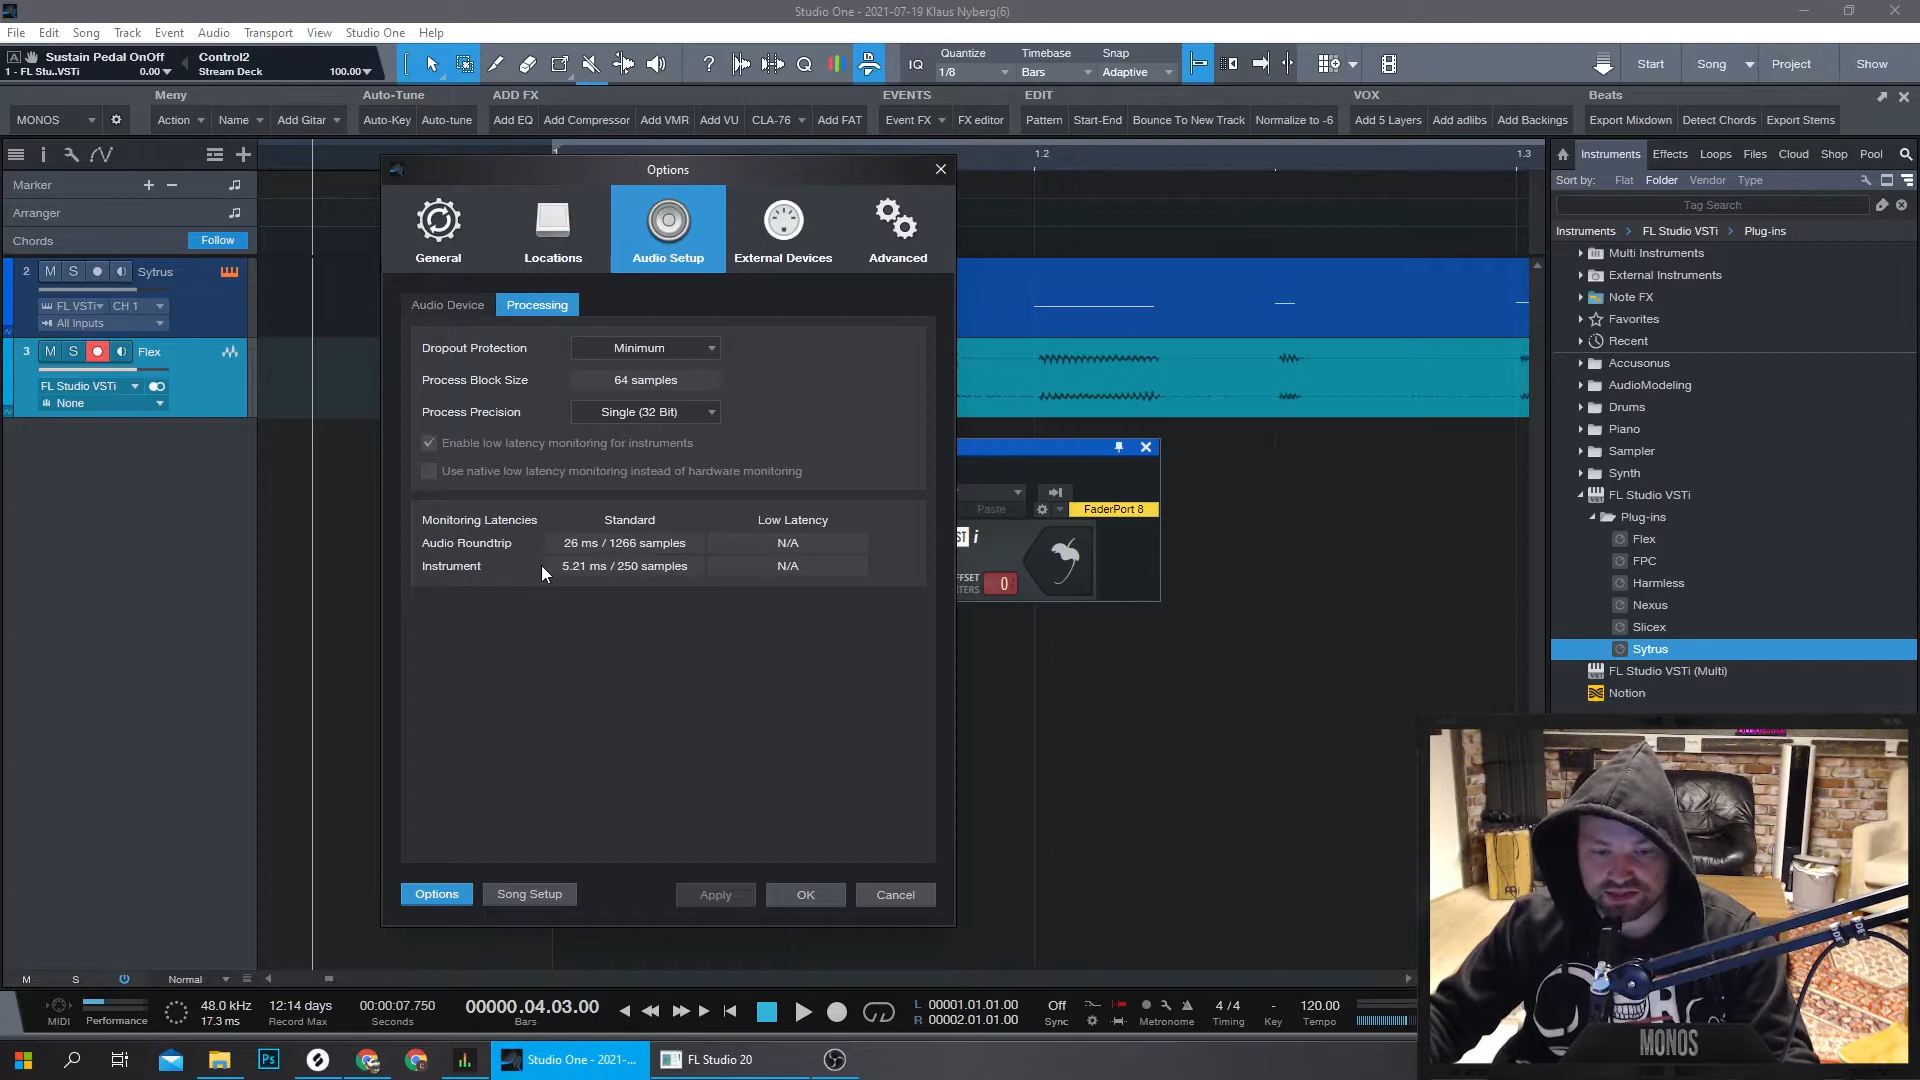 Studio One - 2021-07-19 Klaus Nyberg(6)
File Edit Song Track Event Audio Transport View Studio One Help
Sustain Pedal OnOff Control2
1 - FL Stu..VSTi 0.00 Stream Deck 100.00
IQ Quantize Timebase Snap
1/8 Bars Adaptive
Start Song Project Show
Meny Auto-Tune ADD FX EVENTS EDIT VOX Beats
MONOS Action Name Add Gitar Auto-Key Auto-tune Add EQ Add Compressor Add VMR Add VU CLA-76 Add FAT Event FX FX editor Pattern Start-End Bounce To New Track Normalize to -6 Add 5 Layers Add adlibs Add Backings Export Mixdown Detect Chords Export Stems
1 1.2 1.3
Marker
Arranger
Chords Follow
2 M S Sytrus
FL VSTi CH 1
All Inputs
3 M S Flex
FL Studio VSTi
None
Options
General Locations Audio Setup External Devices Advanced
Audio Device Processing
Dropout Protection Minimum
Process Block Size 64 samples
Process Precision Single (32 Bit)
Enable low latency monitoring for instruments
Use native low latency monitoring instead of hardware monitoring
Monitoring Latencies Standard Low Latency
Audio Roundtrip 26 ms / 1266 samples N/A
Instrument 5.21 ms / 250 samples N/A
Options Song Setup Apply OK Cancel
Paste FaderPort 8
i
0
Instruments Effects Loops Files Cloud Shop Pool
Sort by: Flat Folder Vendor Type
Tag Search
Instruments FL Studio VSTi Plug-ins
Multi Instruments
External Instruments
Note FX
Favorites
Recent
Accusonus
AudioModeling
Drums
Piano
Sampler
Synth
FL Studio VSTi
Plug-ins
Flex
FPC
Harmless
Nexus
Slicex
Sytrus
FL Studio VSTi (Multi)
Notion
M S Normal
MIDI Performance
48.0 kHz 12:14 days 00:00:07.750 00000.04.03.00
17.3 ms Record Max Seconds Bars
L 00001.01.01.00
R 00002.01.01.00
Off 4 / 4 - 120.00
Sync Metronome Timing Key Tempo
Ps Studio One - 2021-... FL Studio 20
MONOS